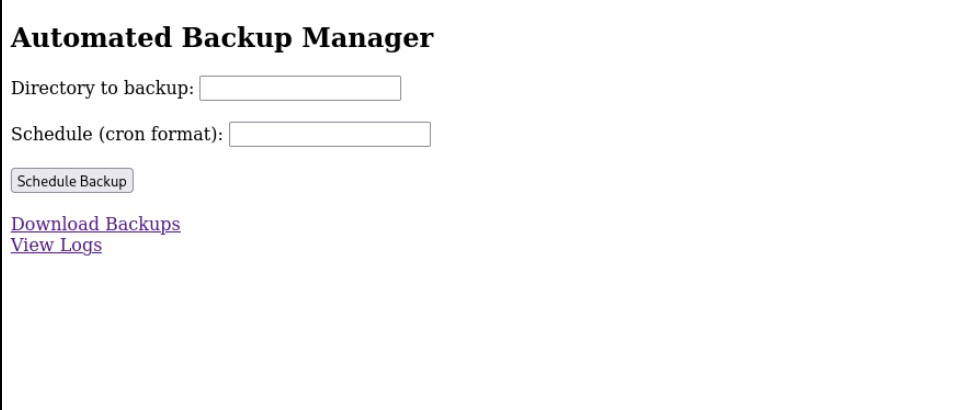 Automated Backup Manager
Directory to backup:
Schedule (cron format):
Schedule Backup
Download Backups
View Logs